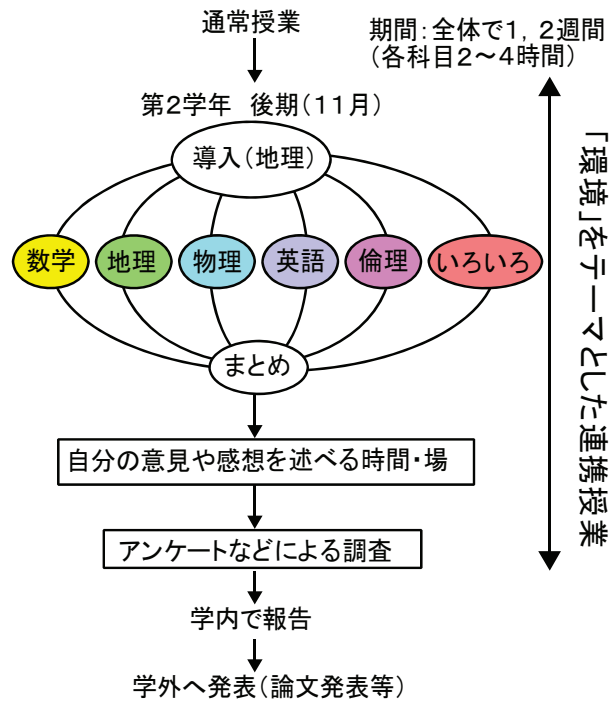 通常授業
期間:全体で1,2週間
(各科目2～4時間)
第2学年 後期(11月)
導入(地理)
数学
地理
物理
英語
倫理
いろいろ
まとめ
自分の意見や感想を述べる時間・場
アンケートなどによる調査
学内で報告
学外へ発表(論文発表等)
「環境」をテーマとした連携授業